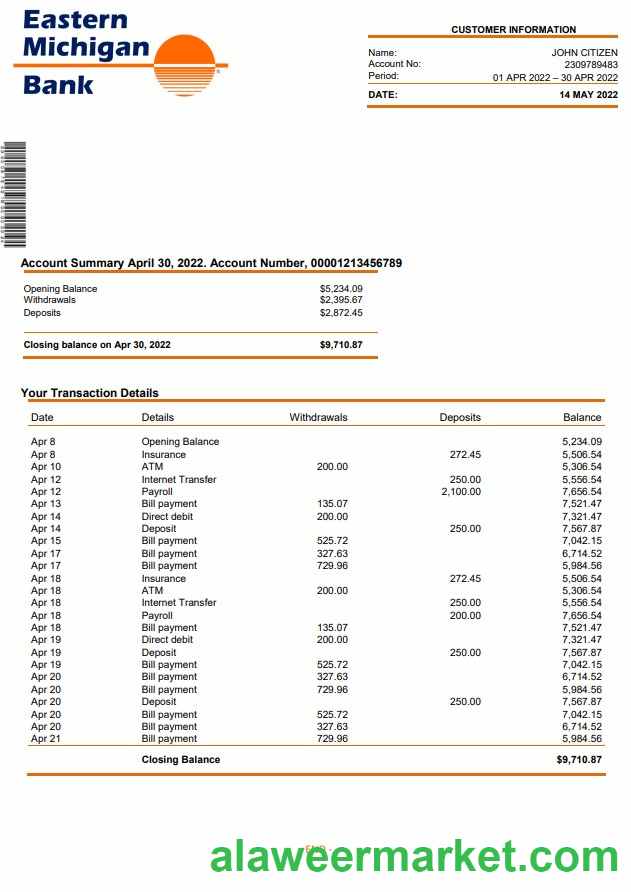 Eastern
Michigan
Bank
CUSTOMER INFORMATION
Name: JOHN CITIZEN
Account No: 2309789483
Period: 01 APR 2022 – 30 APR 2022
DATE: 14 MAY 2022
Account Summary April 30, 2022. Account Number, 00001213456789
Opening Balance $5,234.09
Withdrawals $2,395.67
Deposits $2,872.45
Closing balance on Apr 30, 2022 $9,710.87
Your Transaction Details
Date Details Withdrawals Deposits Balance
Apr 8 Opening Balance 5,234.09
Apr 8 Insurance 272.45 5,506.54
Apr 10 ATM 200.00 5,306.54
Apr 12 Internet Transfer 250.00 5,556.54
Apr 12 Payroll 2,100.00 7,656.54
Apr 13 Bill payment 135.07 7,521.47
Apr 14 Direct debit 200.00 7,321.47
Apr 14 Deposit 250.00 7,567.87
Apr 15 Bill payment 525.72 7,042.15
Apr 17 Bill payment 327.63 6,714.52
Apr 17 Bill payment 729.96 5,984.56
Apr 18 Insurance 272.45 5,506.54
Apr 18 ATM 200.00 5,306.54
Apr 18 Internet Transfer 250.00 5,556.54
Apr 18 Payroll 200.00 7,656.54
Apr 18 Bill payment 135.07 7,521.47
Apr 19 Direct debit 200.00 7,321.47
Apr 19 Deposit 250.00 7,567.87
Apr 19 Bill payment 525.72 7,042.15
Apr 20 Bill payment 327.63 6,714.52
Apr 20 Bill payment 729.96 5,984.56
Apr 20 Deposit 250.00 7,567.87
Apr 20 Bill payment 525.72 7,042.15
Apr 20 Bill payment 327.63 6,714.52
Apr 21 Bill payment 729.96 5,984.56
Closing Balance $9,710.87
alaweermarket.com